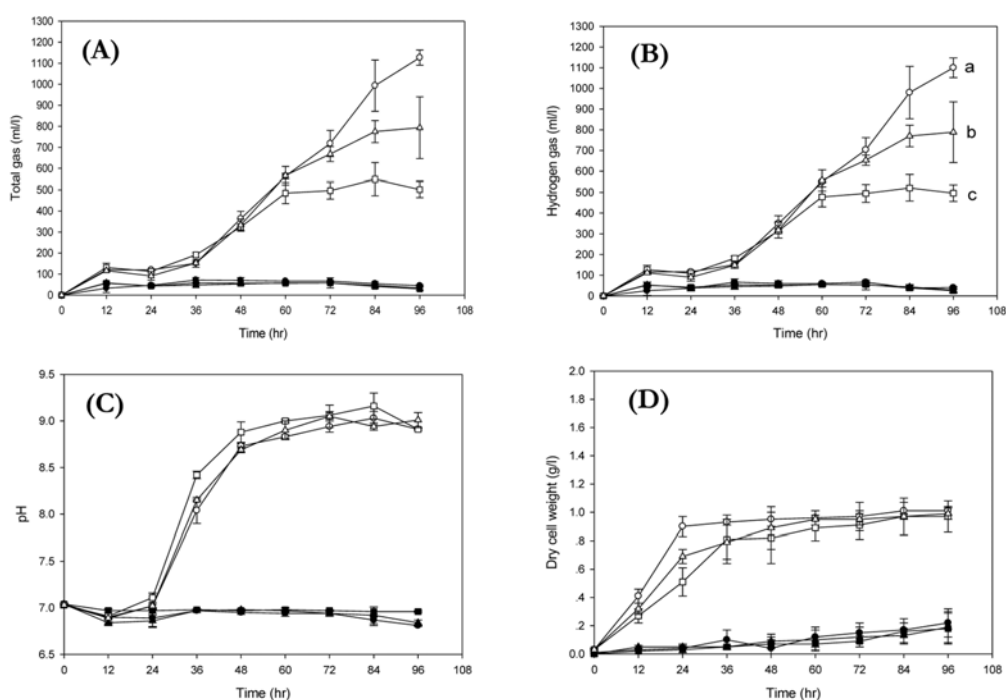 (A)
Total gas (ml/l)
1300
1200
1100
1000
900
800
700
600
500
400
300
200
100
0
0 12 24 36 48 60 72 84 96 108
Time (hr)
(B)
Hydrogen gas (ml/l)
1300
1200
1100
1000
900
800
700
600
500
400
300
200
100
0
a
b
c
0 12 24 36 48 60 72 84 96 108
Time (hr)
(C)
pH
9.5
9.0
8.5
8.0
7.5
7.0
6.5
0 12 24 36 48 60 72 84 96 108
Time (hr)
(D)
Dry cell weight (g/l)
2.0
1.8
1.6
1.4
1.2
1.0
.8
.6
.4
.2
0.0
0 12 24 36 48 60 72 84 96 108
Time (hr)